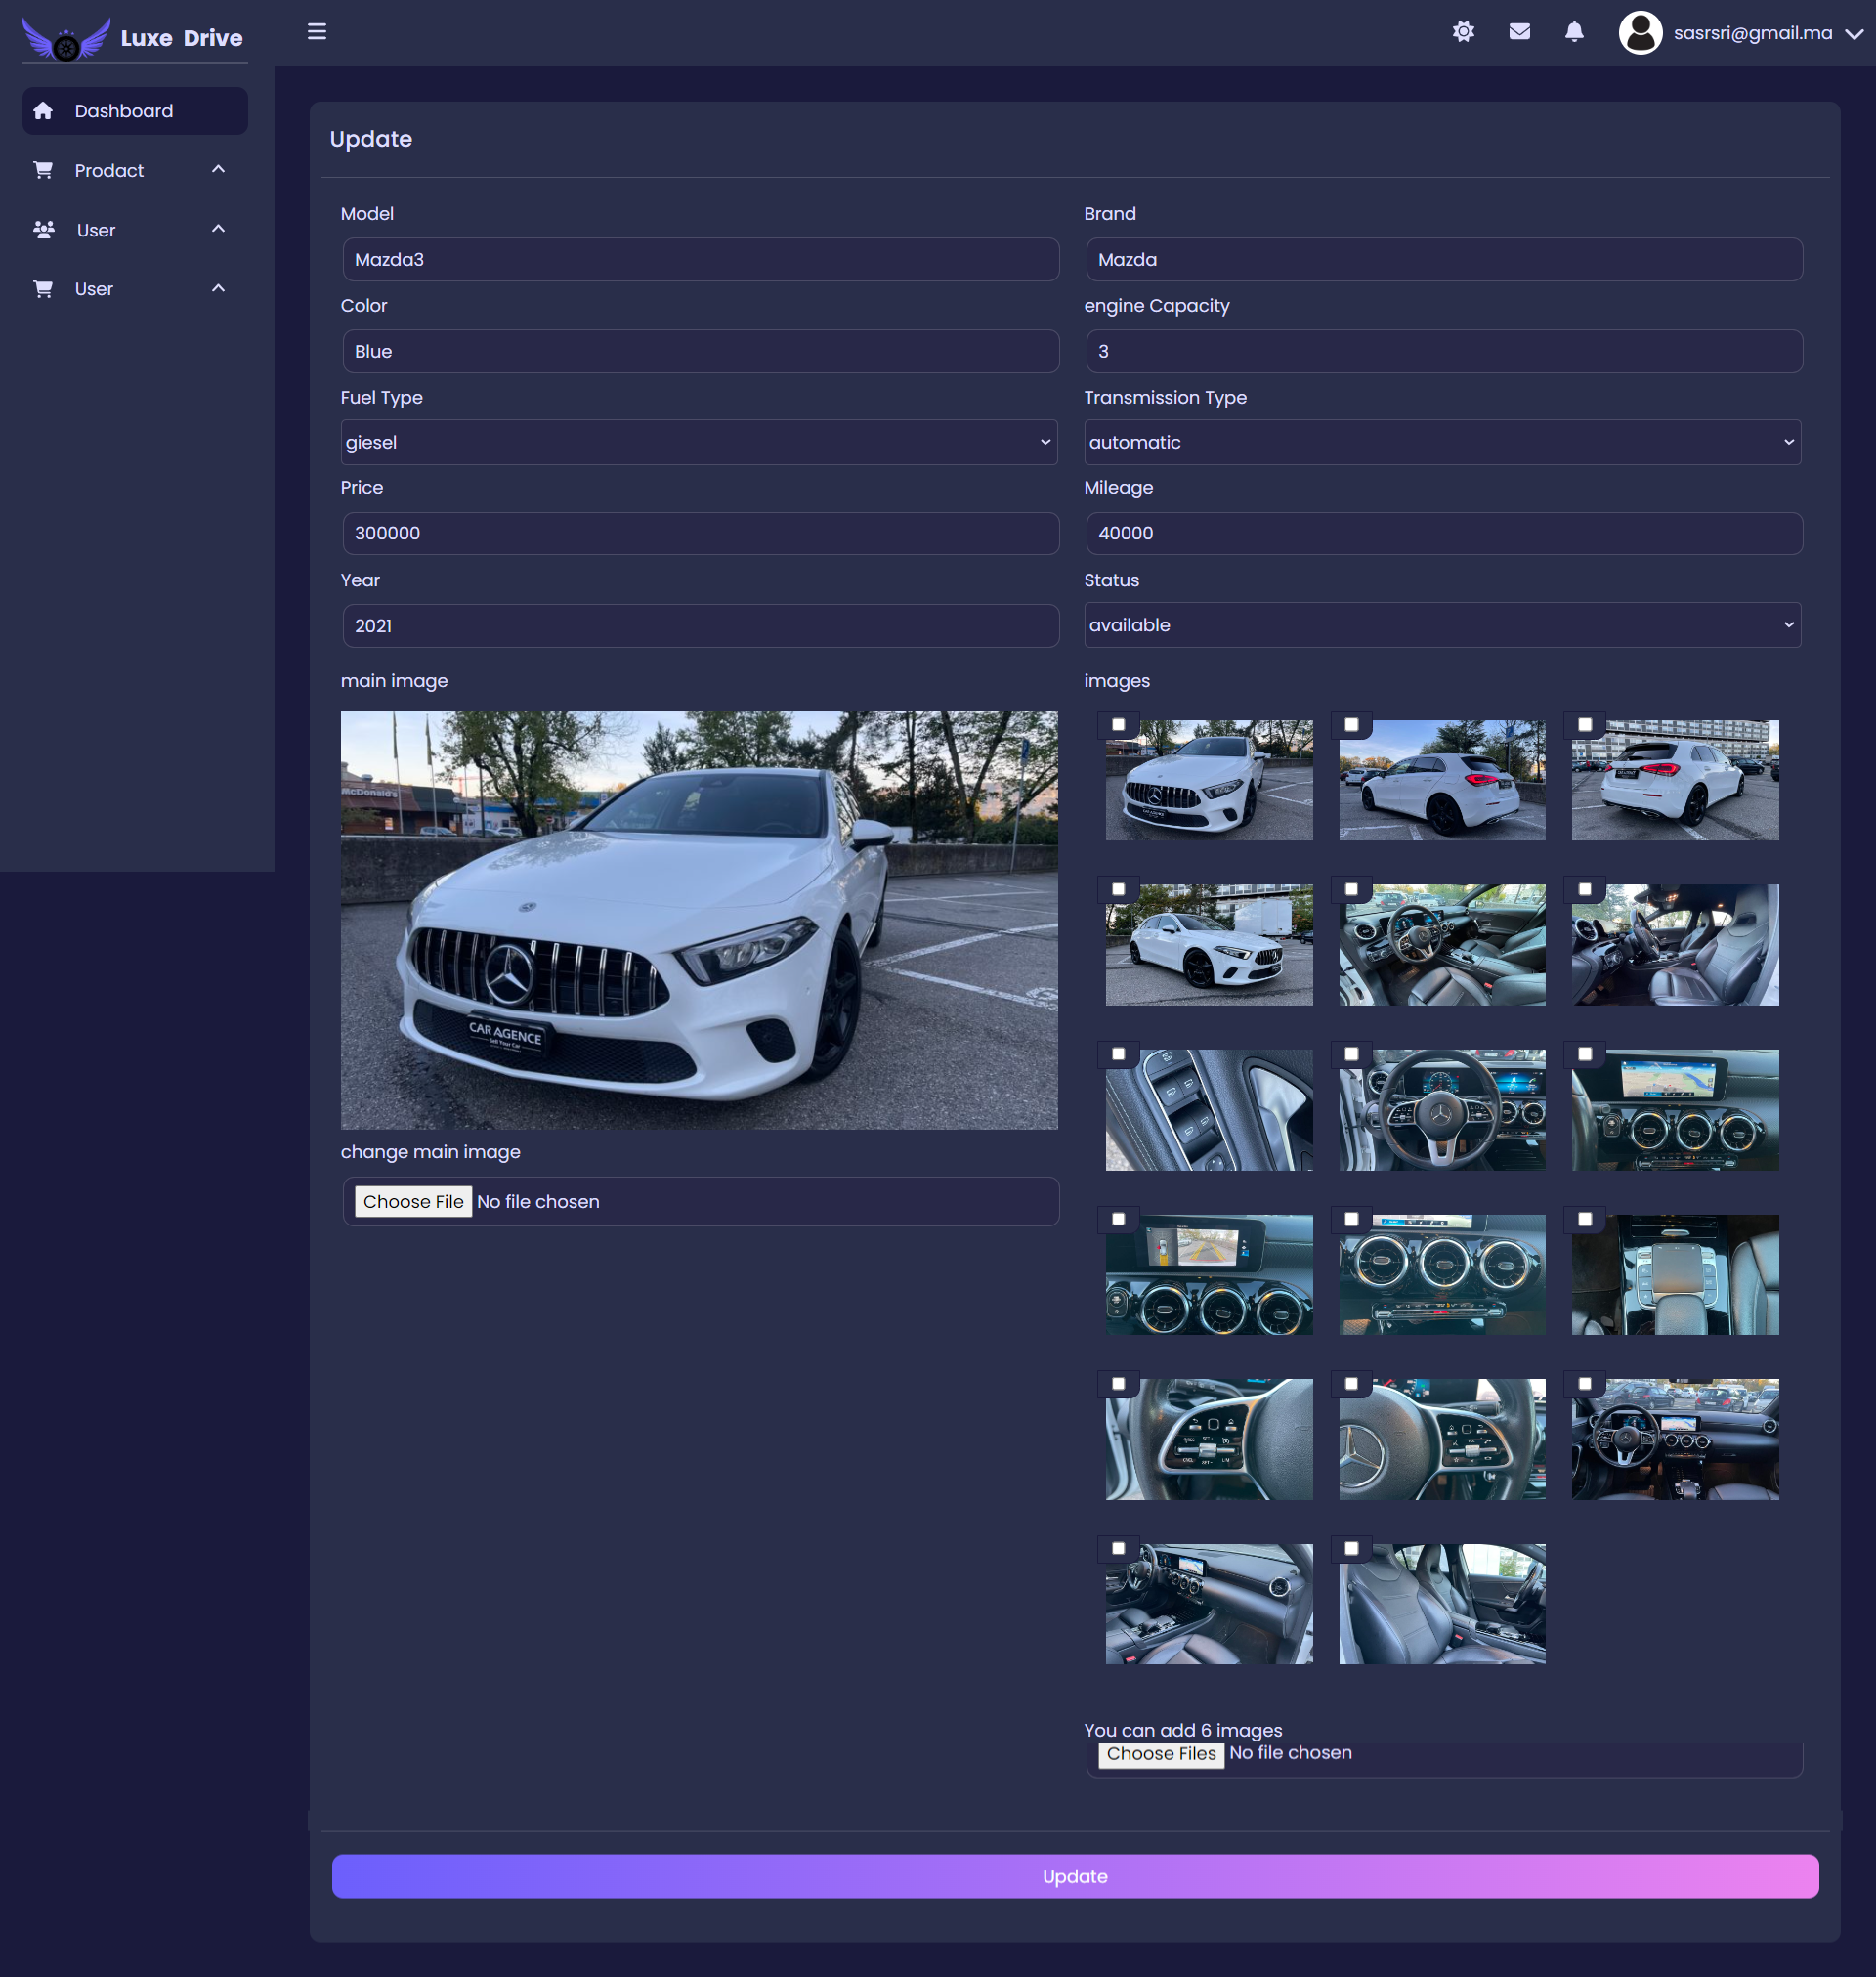 Luxe Drive
sasrsri@gmail.ma
Dashboard
Prodact
User
User
Update
Model
Brand
Mazda3
Mazda
Color
engine Capacity
Blue
3
Fuel Type
Transmission Type
giesel
automatic
Price
Mileage
300000
40000
Year
Status
2021
available
main image
images
McDonald's
CAR AGENCE
Sell Your Car
change main image
Choose File No file chosen
You can add 6 images
Choose Files No file chosen
Update